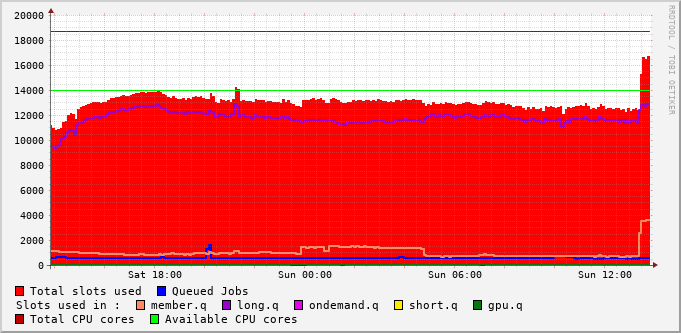 20000
18000
16000
14000
12000
10000
8000
6000
4000
2000
0
Sat 18:00 Sun 00:00 Sun 06:00 Sun 12:00
RRDTOOL / TOBI OETIKER
Total slots used Queued Jobs
Slots used in : member.q long.q ondemand.q short.q gpu.q
Total CPU cores Available CPU cores